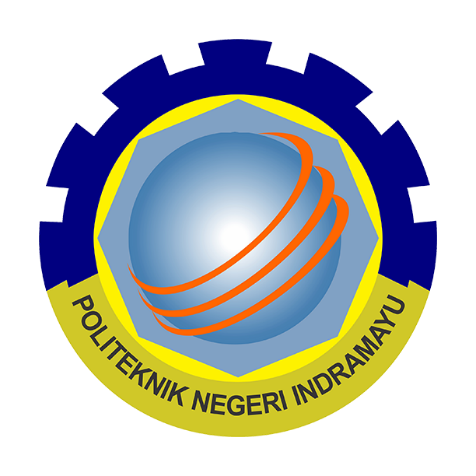 POLITEKNIK NEGERI INDRAMAYU